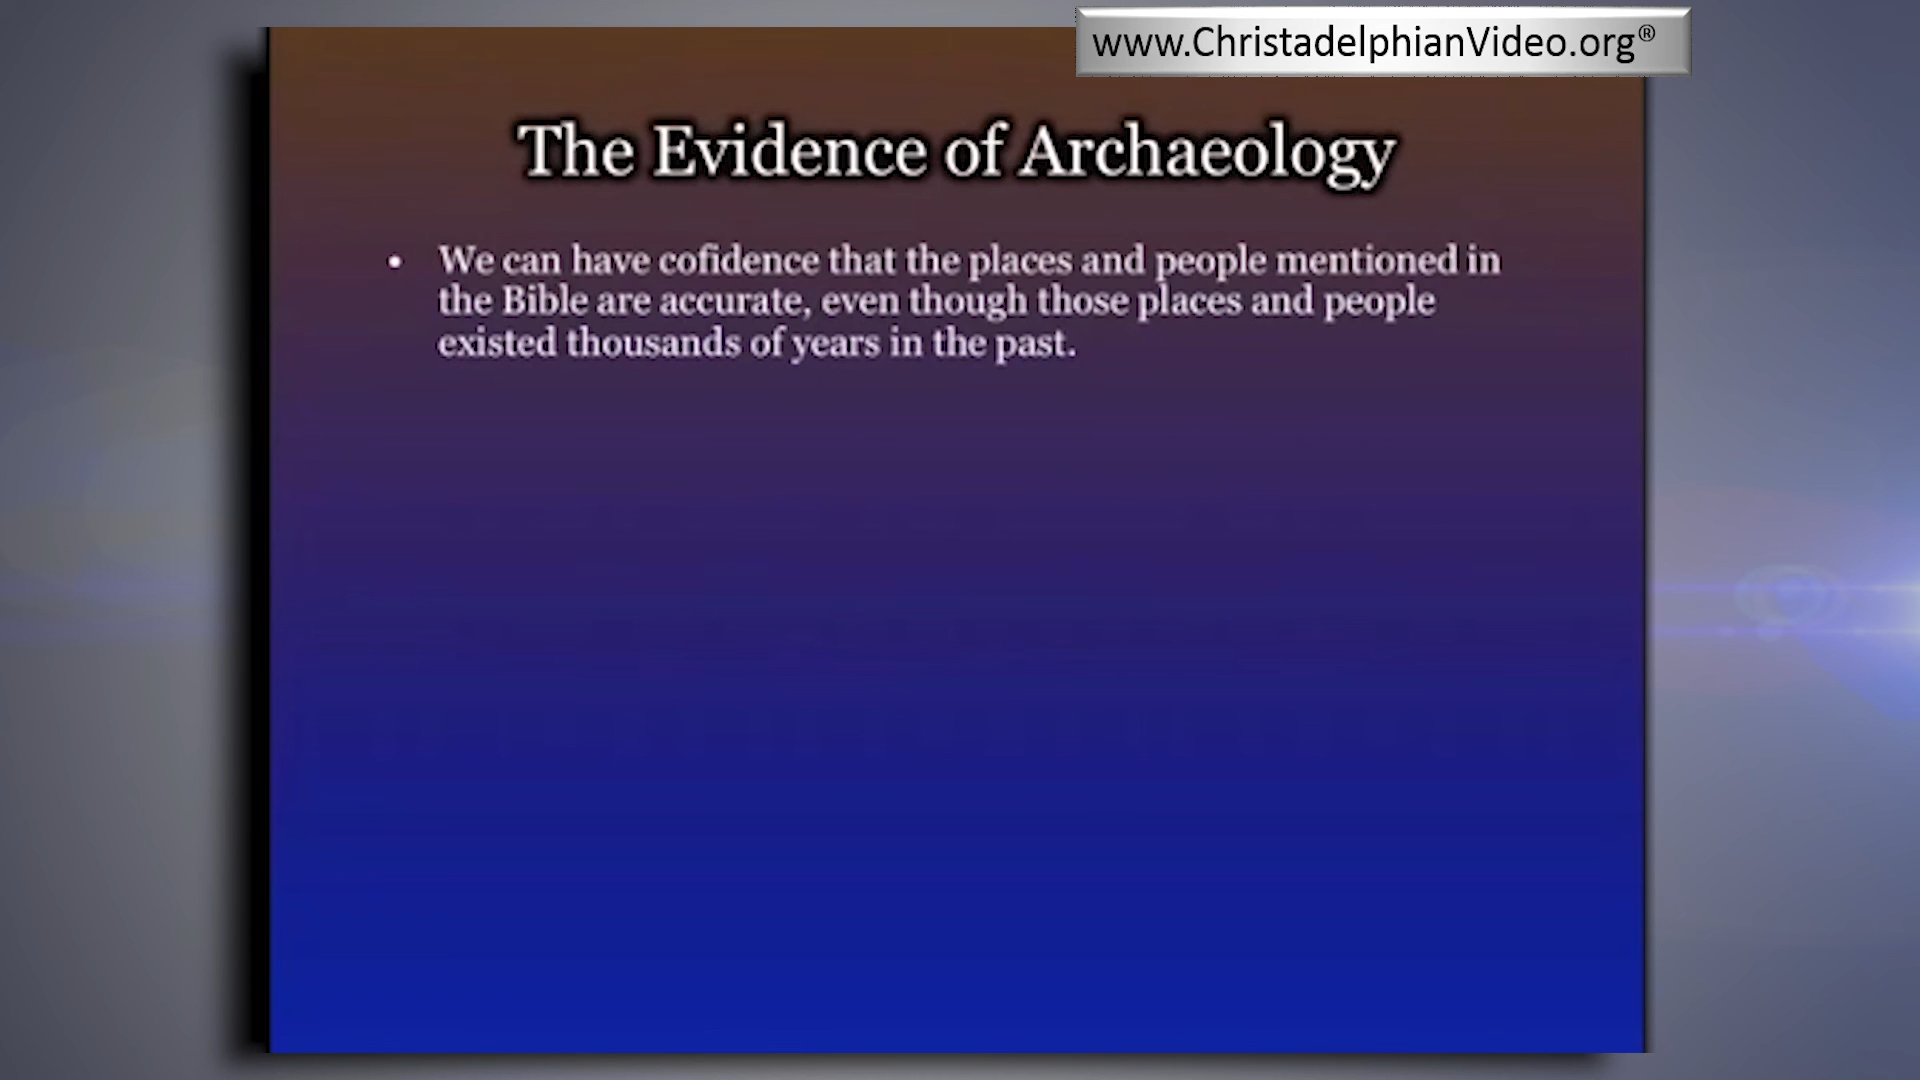 www.ChristadelphianVideo.org®
The Evidence of Archaeology
• We can have cofidence that the places and people mentioned in
the Bible are accurate, even though those places and people
existed thousands of years in the past.